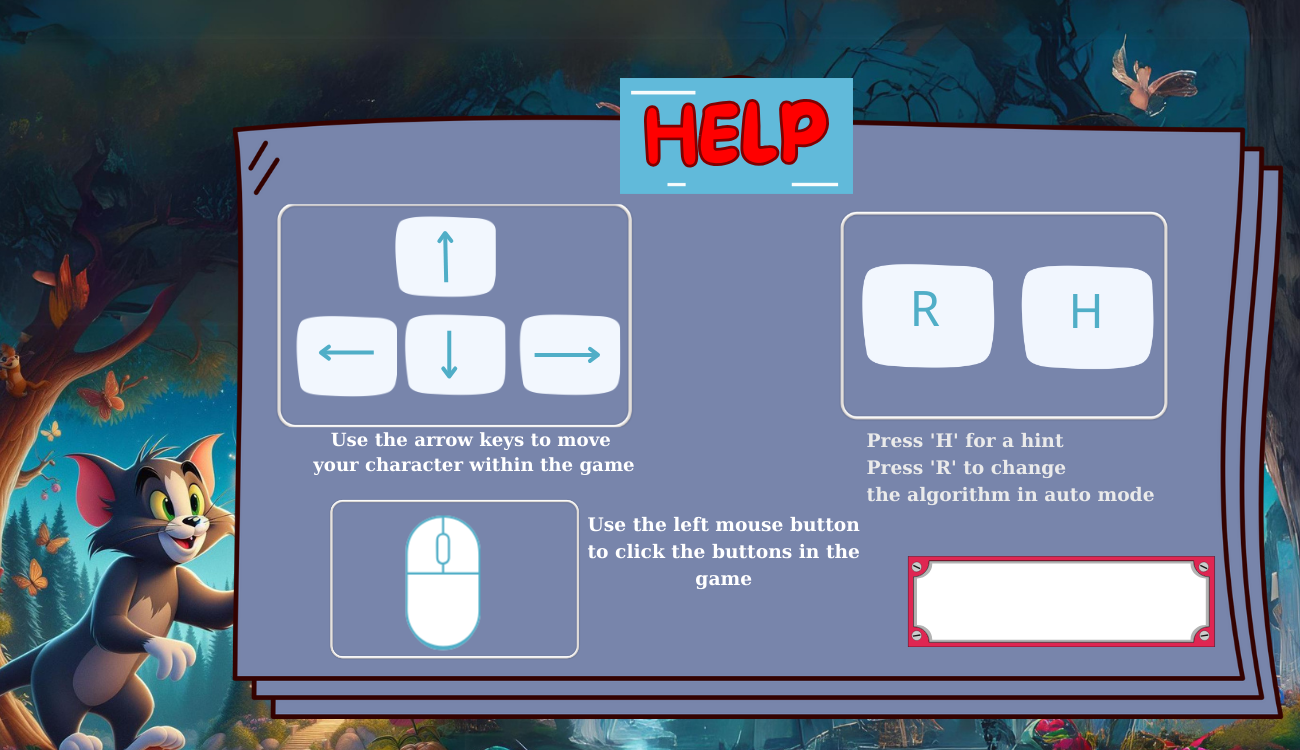 HELP
R H
Use the arrow keys to move
your character within the game
Press 'H' for a hint
Press 'R' to change
the algorithm in auto mode
Use the left mouse button
to click the buttons in the
game